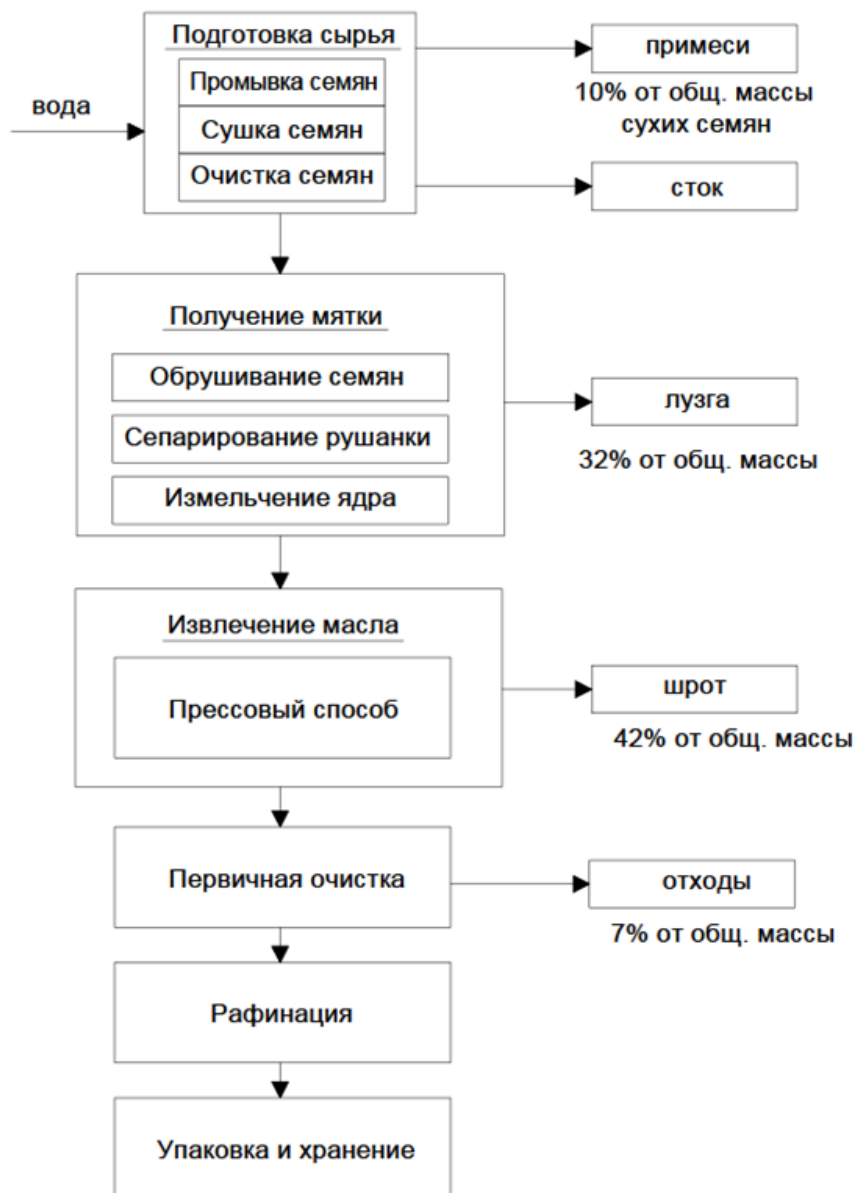 Подготовка сырья
примеси
Промывка семян
10% от общ. массы
сухих семян
вода
Сушка семян
Очистка семян
сток
Получение мятки
Обрушивание семян
лузга
Сепарирование рушанки
32% от общ. массы
Измельчение ядра
Извлечение масла
Прессовый способ
шрот
42% от общ. массы
Первичная очистка
отходы
7% от общ. массы
Рафинация
Упаковка и хранение